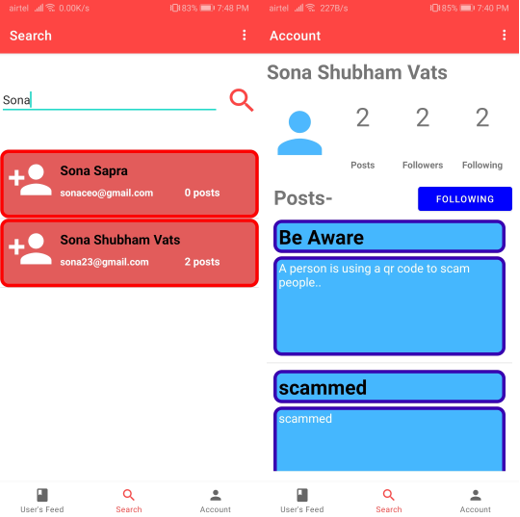 airtel 0.00K/s 83% 7:48 PM
Search
Sona
Sona Sapra
sonaceo@gmail.com 0 posts
Sona Shubham Vats
sona23@gmail.com 2 posts
User's Feed Search Account
airtel 227B/s 85% 7:40 PM
Account
Sona Shubham Vats
2 2 2
Posts Followers Following
Posts-
FOLLOWING
Be Aware
A person is using a qr code to scam
people..
scammed
scammed
User's Feed Search Account